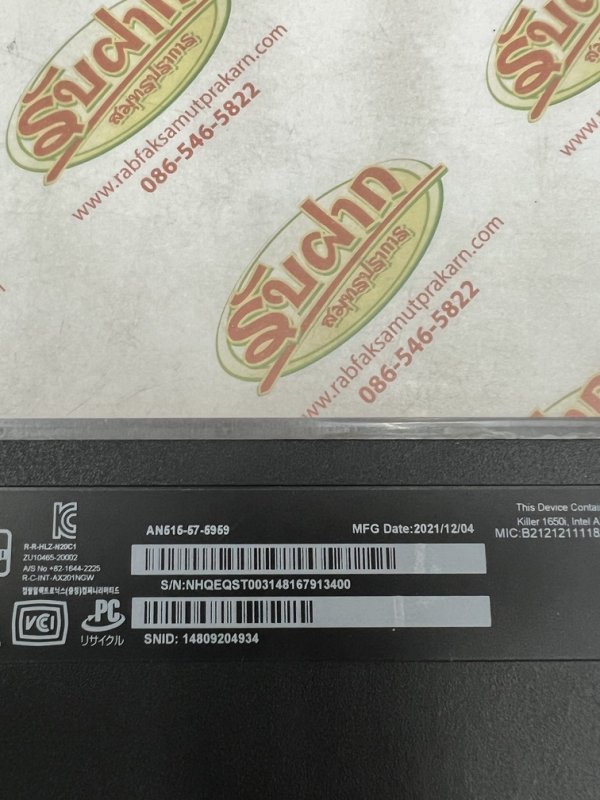 รับฝาก
สมุทรปราการ
www.rabfaksamutprakarn.com
086-546-5822
รับฝาก
สมุทรปราการ
www.rabfaksamutprakarn.com
086-546-5822
R-R-HLZ-N20C1
ZU10465-20002
A/S No +82-1644-2225
R-C-INT-AX201NGW
AN515-57-5959
MFG Date:2021/12/04
S/N:NHQEQST003148167913400
SNID: 14809204934
VCCI
PC
リサイクル
This Device Contai
Killer 1650i, Intel A
MIC:B2121211118